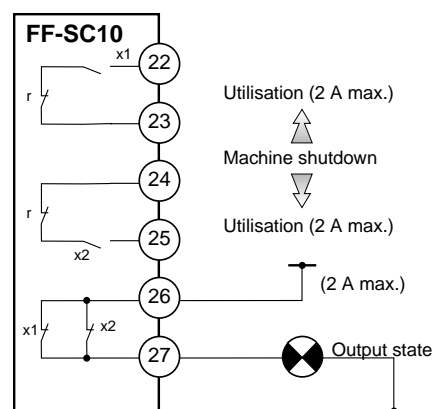 FF-SC10
x1
22
r
23
Utilisation (2 A max.)
Machine shutdown
24
r
25
x2
Utilisation (2 A max.)
26
(2 A max.)
x1
x2
27
Output state